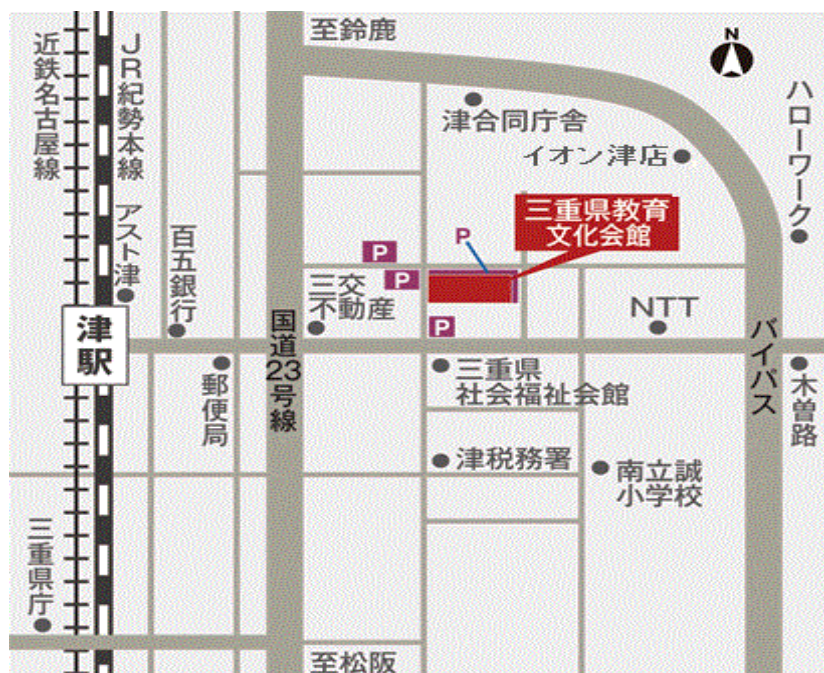 至鈴鹿
N
近鉄名古屋線
JR紀勢本線
津合同庁舎
イオン津店
ハローワーク
アスト津
百五銀行
三重県教育
文化会館
P
P
P
三交
不動産
P
NTT
津駅
国道23号線
バイパス
郵便局
三重県
社会福祉会館
木曽路
津税務署
南立誠
小学校
三重県庁
至松阪